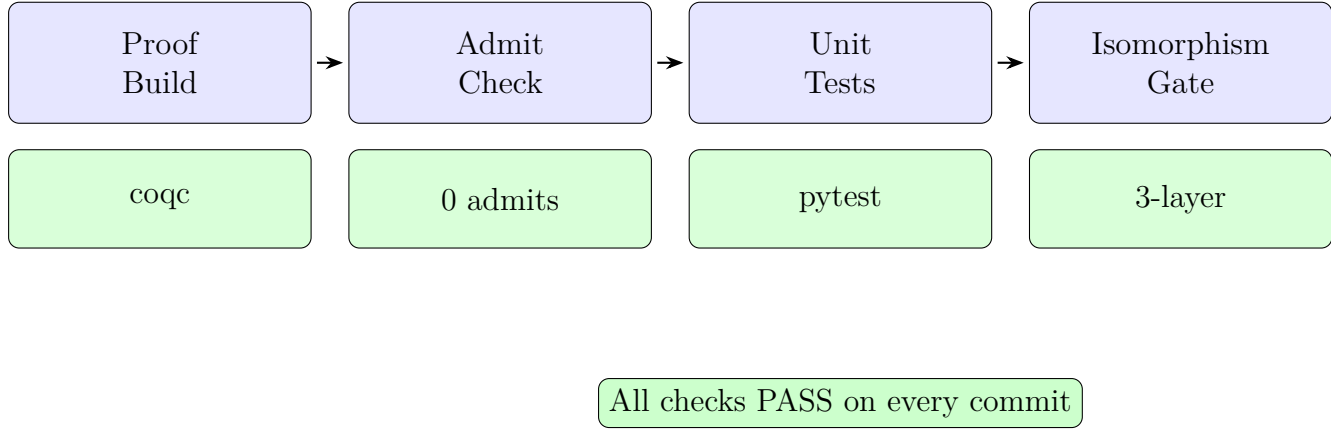 Proof
Build
Admit
Check
Unit
Tests
Isomorphism
Gate
coqc
0 admits
pytest
3-layer
All checks PASS on every commit